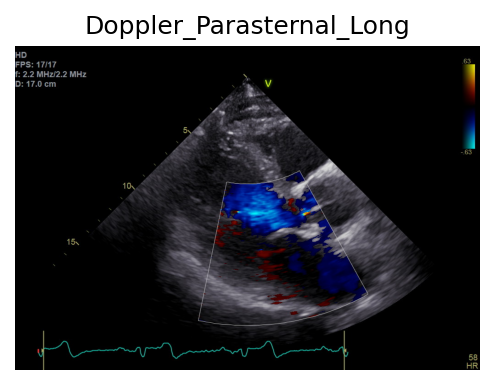 Doppler_Parasternal_Long
HD
FPS: 17/17
f: 2.2 MHz/2.2 MHz
D: 17.0 cm
V
63
-63
5
10
15
58
HR